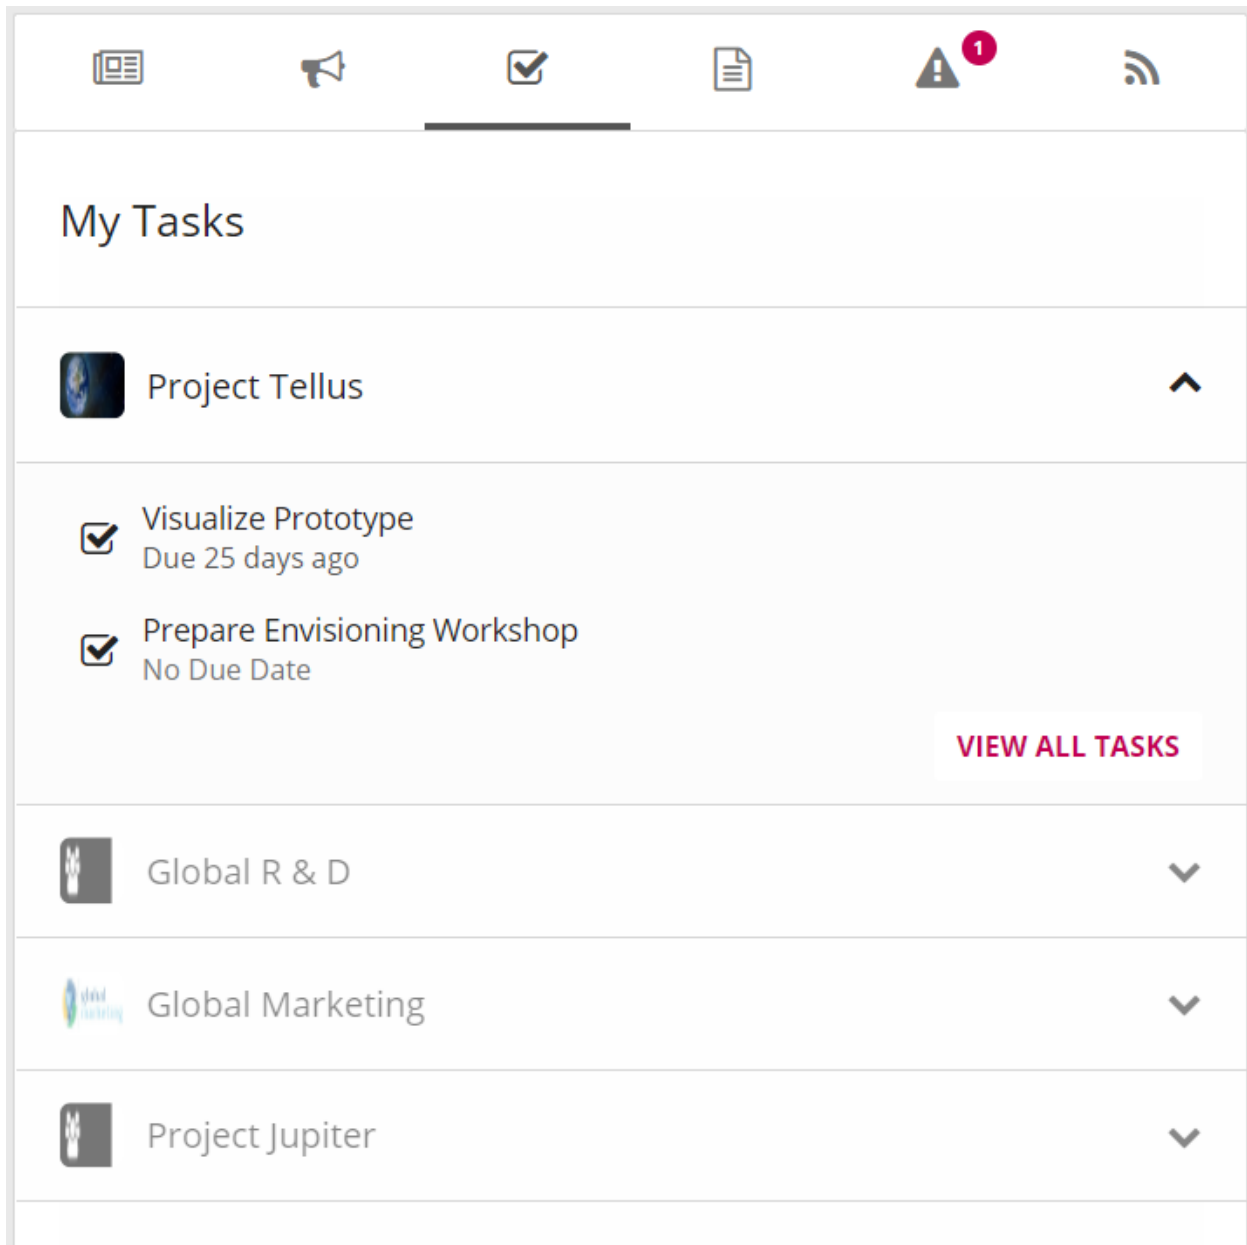 1
My Tasks
Project Tellus
Visualize Prototype
Due 25 days ago
Prepare Envisioning Workshop
No Due Date
VIEW ALL TASKS
Global R & D
Global Marketing
Project Jupiter